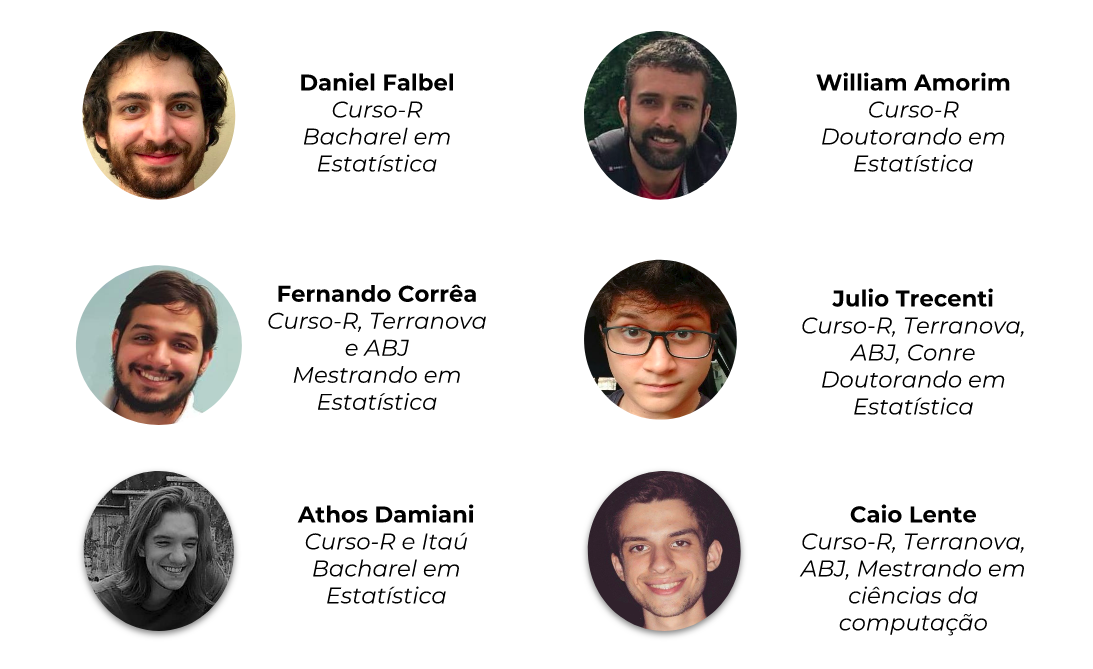 Daniel Falbel
Curso-R
Bacharel em
Estatística
William Amorim
Curso-R
Doutorando em
Estatística
Fernando Corrêa
Curso-R, Terranova
e ABJ
Mestrando em
Estatística
Julio Trecenti
Curso-R, Terranova,
ABJ, Conre
Doutorando em
Estatística
Athos Damiani
Curso-R e Itaú
Bacharel em
Estatística
Caio Lente
Curso-R, Terranova,
ABJ, Mestrando em
ciências da
computação